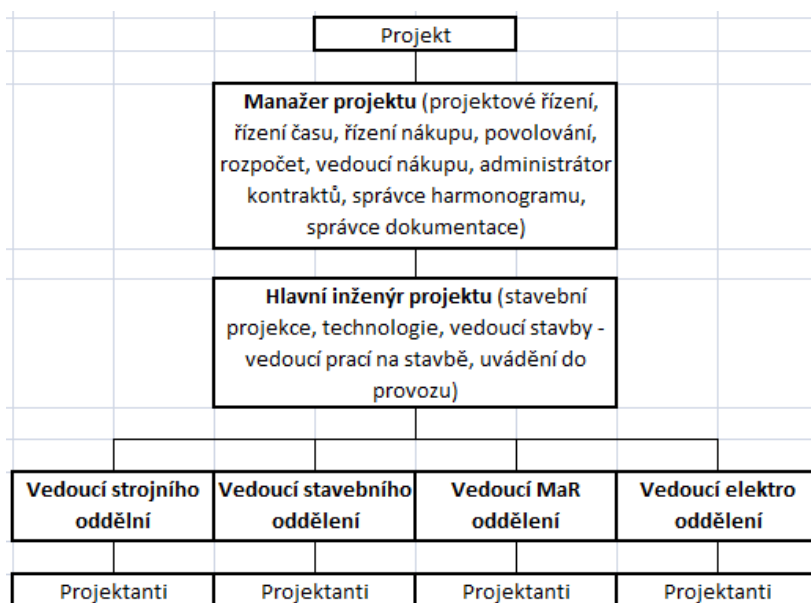 Projekt
Manažer projektu (projektové řízení,
řízení času, řízení nákupu, povolování,
rozpočet, vedoucí nákupu, administrátor
kontraktů, správce harmonogramu,
správce dokumentace)
Hlavní inženýr projektu (stavební
projekce, technologie, vedoucí stavby -
vedoucí prací na stavbě, uvádění do
provozu)
Vedoucí strojního
oddělní
Vedoucí stavebního
oddělení
Vedoucí MaR
oddělení
Vedoucí elektro
oddělení
Projektanti
Projektanti
Projektanti
Projektanti